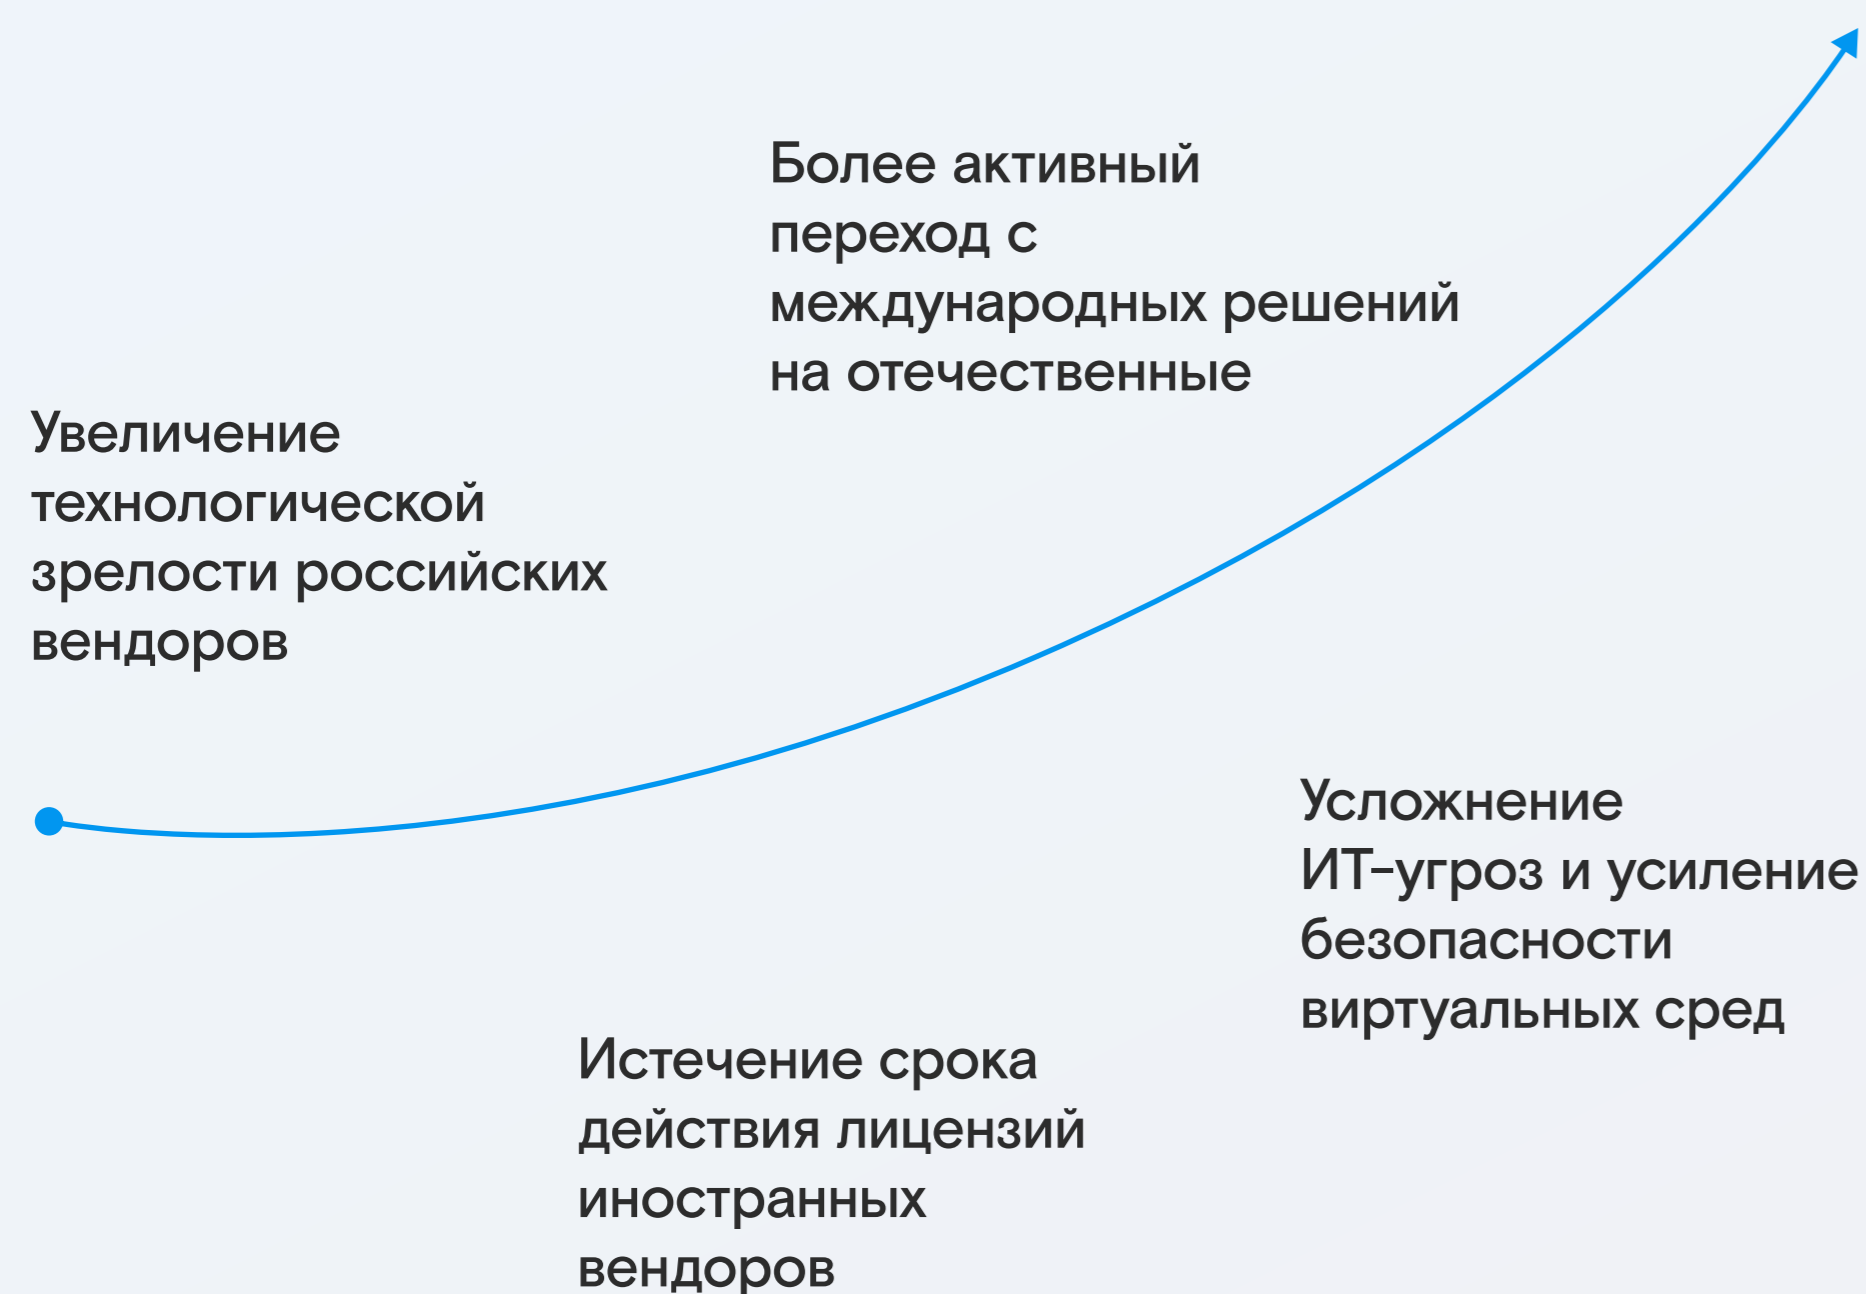 Увеличение
технологической
зрелости российских
вендоров
Более активный
переход с
международных решений
на отечественные
Истечение срока
действия лицензий
иностранных
вендоров
Усложнение
ИТ-угроз и усиление
безопасности
виртуальных сред